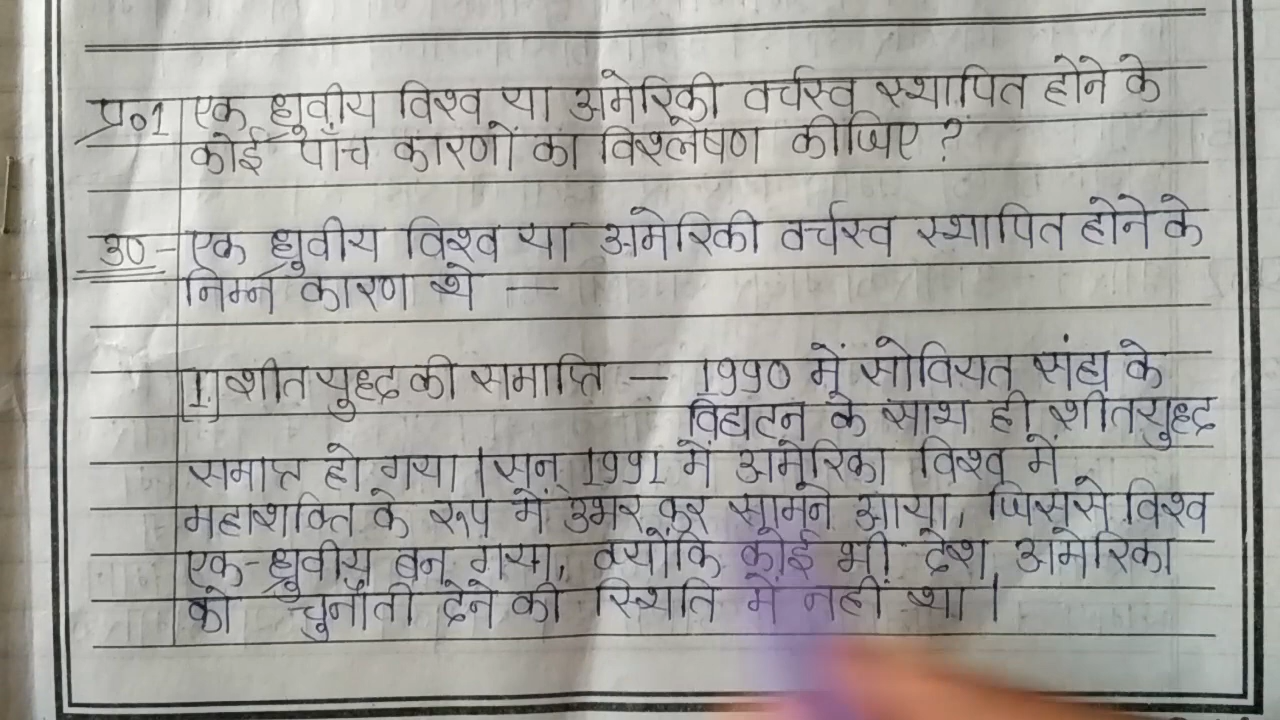 प्र०1 एक ध्रुवीय विश्व या अमेरिकी वर्चस्व स्थापित होने के
कोई पाँच कारणों का विश्लेषण कीजिए ?
उ०- एक ध्रुवीय विश्व या अमेरिकी वर्चस्व स्थापित होने के
निम्न कारण थे —
1. शीतयुद्ध की समाप्ति — 1990 में सोवियत संघ के
विघटन के साथ ही शीतयुद्ध
समाप्त हो गया । सन् 1991 में अमेरिका विश्व में
महाशक्ति के रूप में उभर कर सामने आया, जिससे विश्व
एक-ध्रुवीय बन गया, क्योंकि कोई भी देश अमेरिका
को चुनौती देने की स्थिति में नहीं था ।